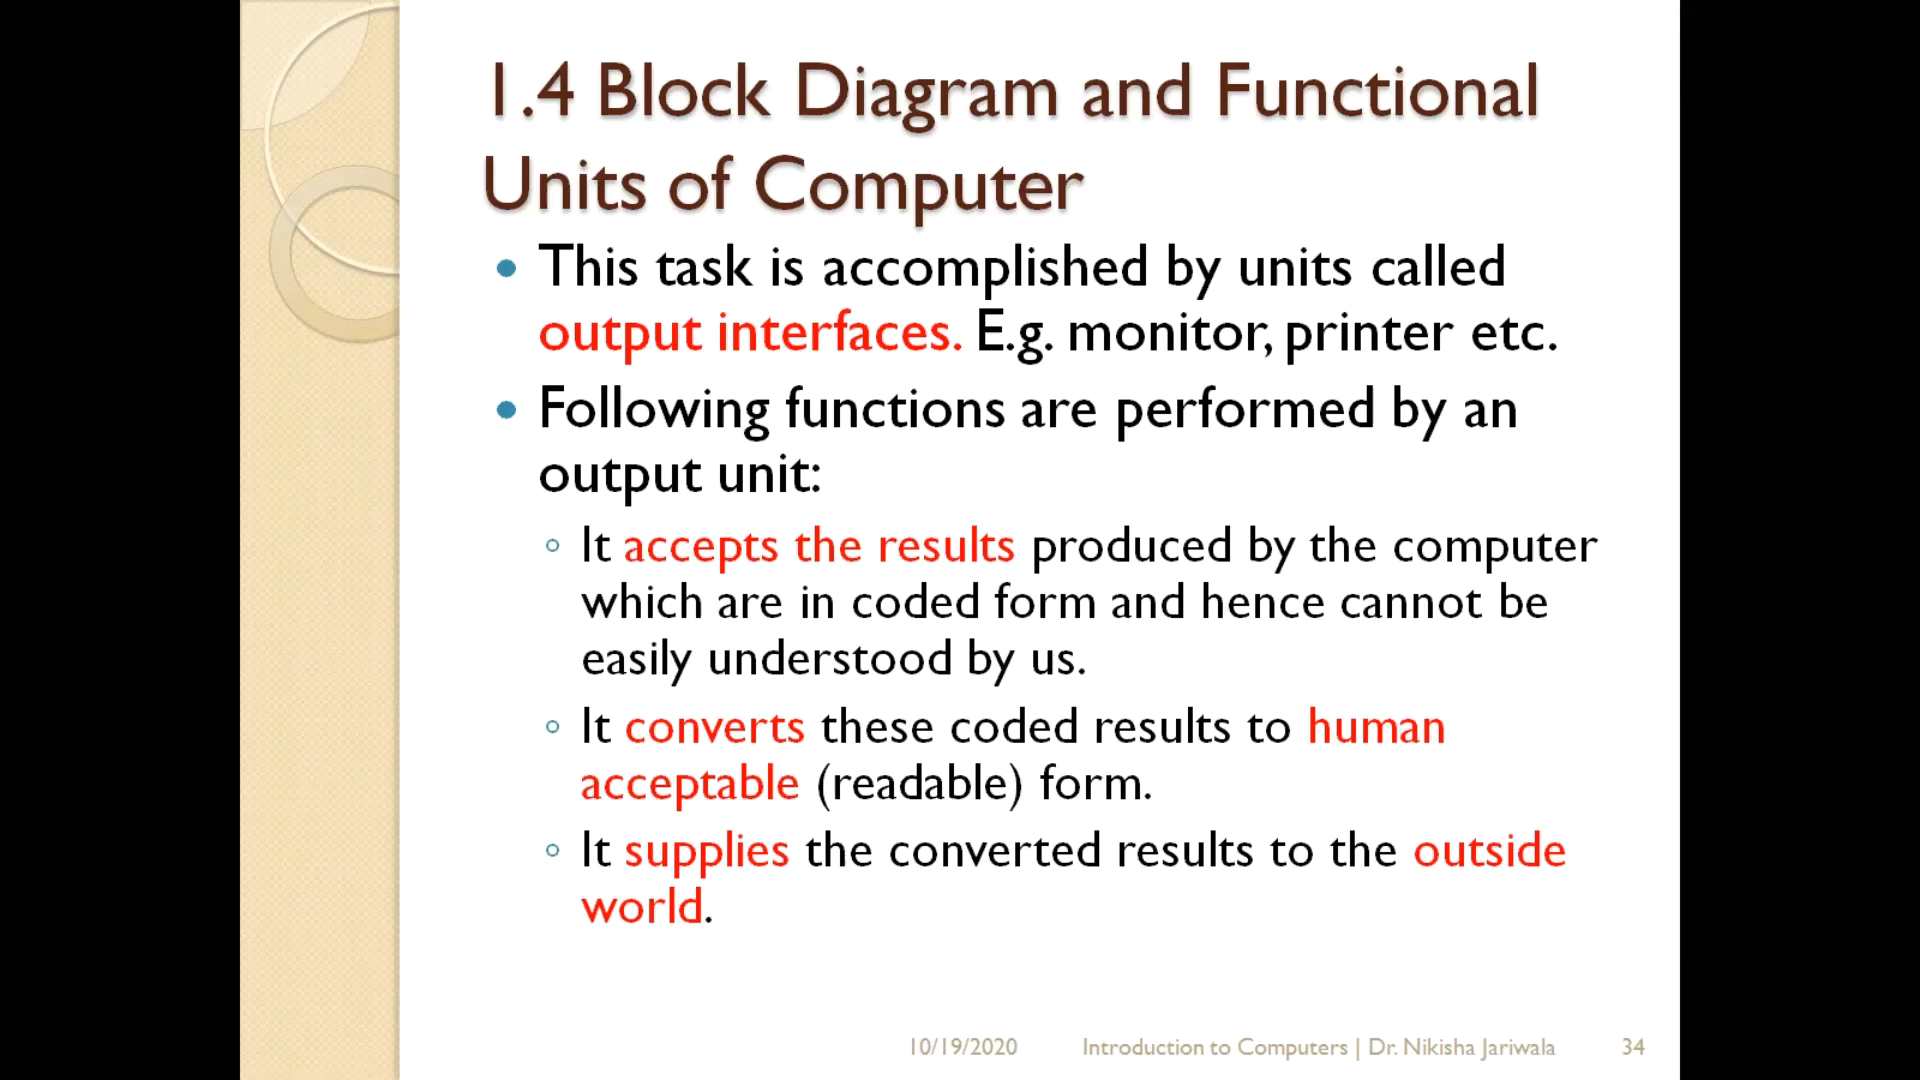 1.4 Block Diagram and Functional
Units of Computer
• This task is accomplished by units called
output interfaces. E.g. monitor, printer etc.
• Following functions are performed by an
output unit:
◦ It accepts the results produced by the computer
which are in coded form and hence cannot be
easily understood by us.
◦ It converts these coded results to human
acceptable (readable) form.
◦ It supplies the converted results to the outside
world.
10/19/2020 Introduction to Computers | Dr. Nikisha Jariwala 34